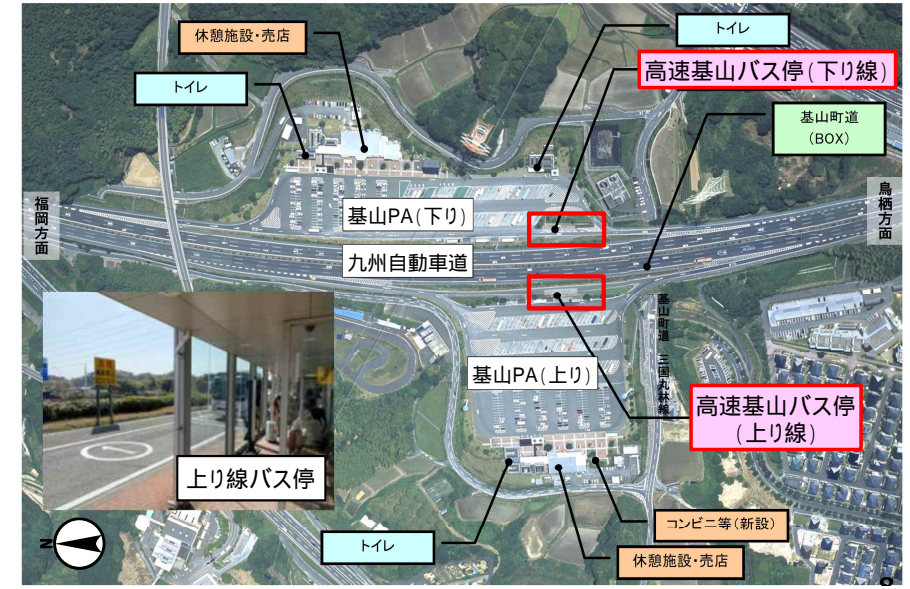 休憩施設・売店
トイレ
トイレ
高速基山バス停(下り線)
基山町道
(BOX)
福岡方面
鳥栖方面
基山PA(下り)
九州自動車道
基山町道 三国丸林線
基山PA(上り)
高速基山バス停
(上り線)
上り線バス停
コンビニ等(新設)
トイレ
休憩施設・売店
N